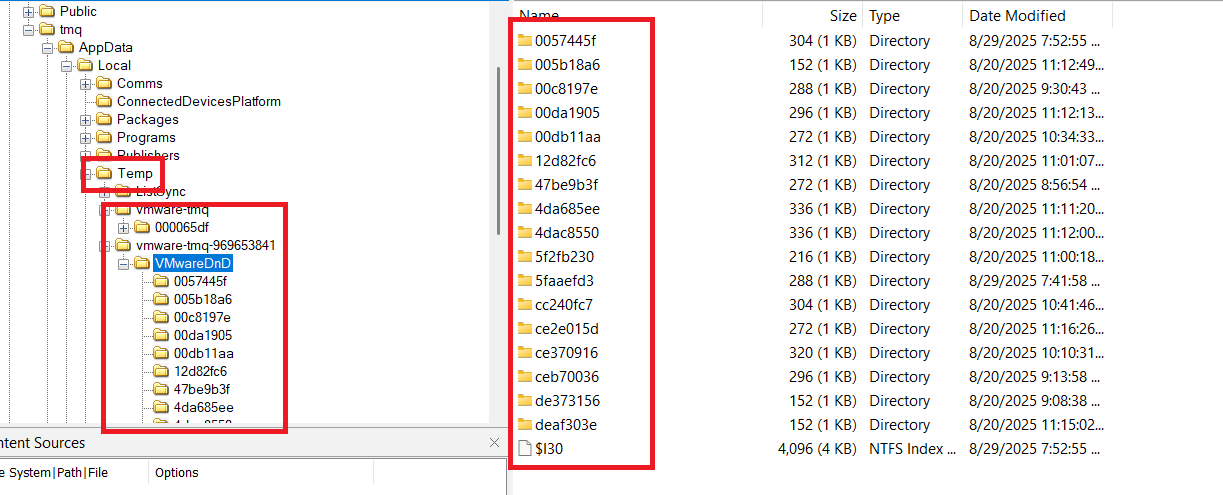 Public
tmq
AppData
Local
Comms
ConnectedDevicesPlatform
Packages
Programs
Publishers
Temp
ListSync
vmware-tmq
000065df
vmware-tmq-969653841
VMwareDnD
0057445f
005b18a6
00c8197e
00da1905
00db11aa
12d82fc6
47be9b3f
4da685ee
ntent Sources
e System|Path|File Options
Name Size Type Date Modified
0057445f 304 (1 KB) Directory 8/29/2025 7:52:55 ...
005b18a6 152 (1 KB) Directory 8/20/2025 11:12:49...
00c8197e 288 (1 KB) Directory 8/20/2025 9:30:43 ...
00da1905 296 (1 KB) Directory 8/20/2025 11:12:13...
00db11aa 272 (1 KB) Directory 8/20/2025 10:34:33...
12d82fc6 312 (1 KB) Directory 8/20/2025 11:01:07...
47be9b3f 272 (1 KB) Directory 8/20/2025 8:56:54 ...
4da685ee 336 (1 KB) Directory 8/20/2025 11:11:20...
4dac8550 336 (1 KB) Directory 8/20/2025 11:12:00...
5f2fb230 216 (1 KB) Directory 8/20/2025 11:00:18...
5faaefd3 288 (1 KB) Directory 8/29/2025 7:41:58 ...
cc240fc7 304 (1 KB) Directory 8/20/2025 10:41:46...
ce2e015d 272 (1 KB) Directory 8/20/2025 11:16:26...
ce370916 320 (1 KB) Directory 8/20/2025 10:10:31...
ceb70036 296 (1 KB) Directory 8/20/2025 9:13:58 ...
de373156 152 (1 KB) Directory 8/20/2025 9:08:38 ...
deaf303e 152 (1 KB) Directory 8/20/2025 11:15:02...
$I30 4,096 (4 KB) NTFS Index ... 8/29/2025 7:52:55 ...